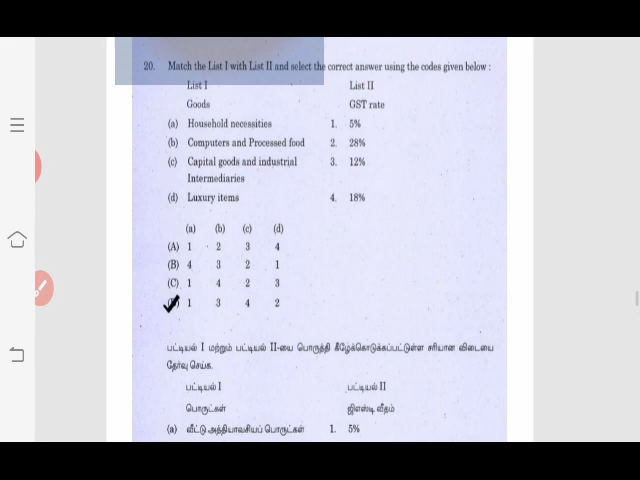 20. Match the List I with List II and select the correct answer using the codes given below :
List I List II
Goods GST rate
(a) Household necessities 1. 5%
(b) Computers and Processed food 2. 28%
(c) Capital goods and industrial 3. 12%
Intermediaries
(d) Luxury items 4. 18%
(a) (b) (c) (d)
(A) 1 2 3 4
(B) 4 3 2 1
(C) 1 4 2 3
1 3 4 2
பட்டியல் I மற்றும் பட்டியல் II-யை பொருத்தி கீழேக்கொடுக்கப்பட்டுள்ள சரியான விடையை
தேர்வு செய்க.
பட்டியல் I பட்டியல் II
பொருட்கள் ஜிஎஸ்டி வீதம்
(a) வீட்டு அத்தியாவசியப் பொருட்கள் 1. 5%